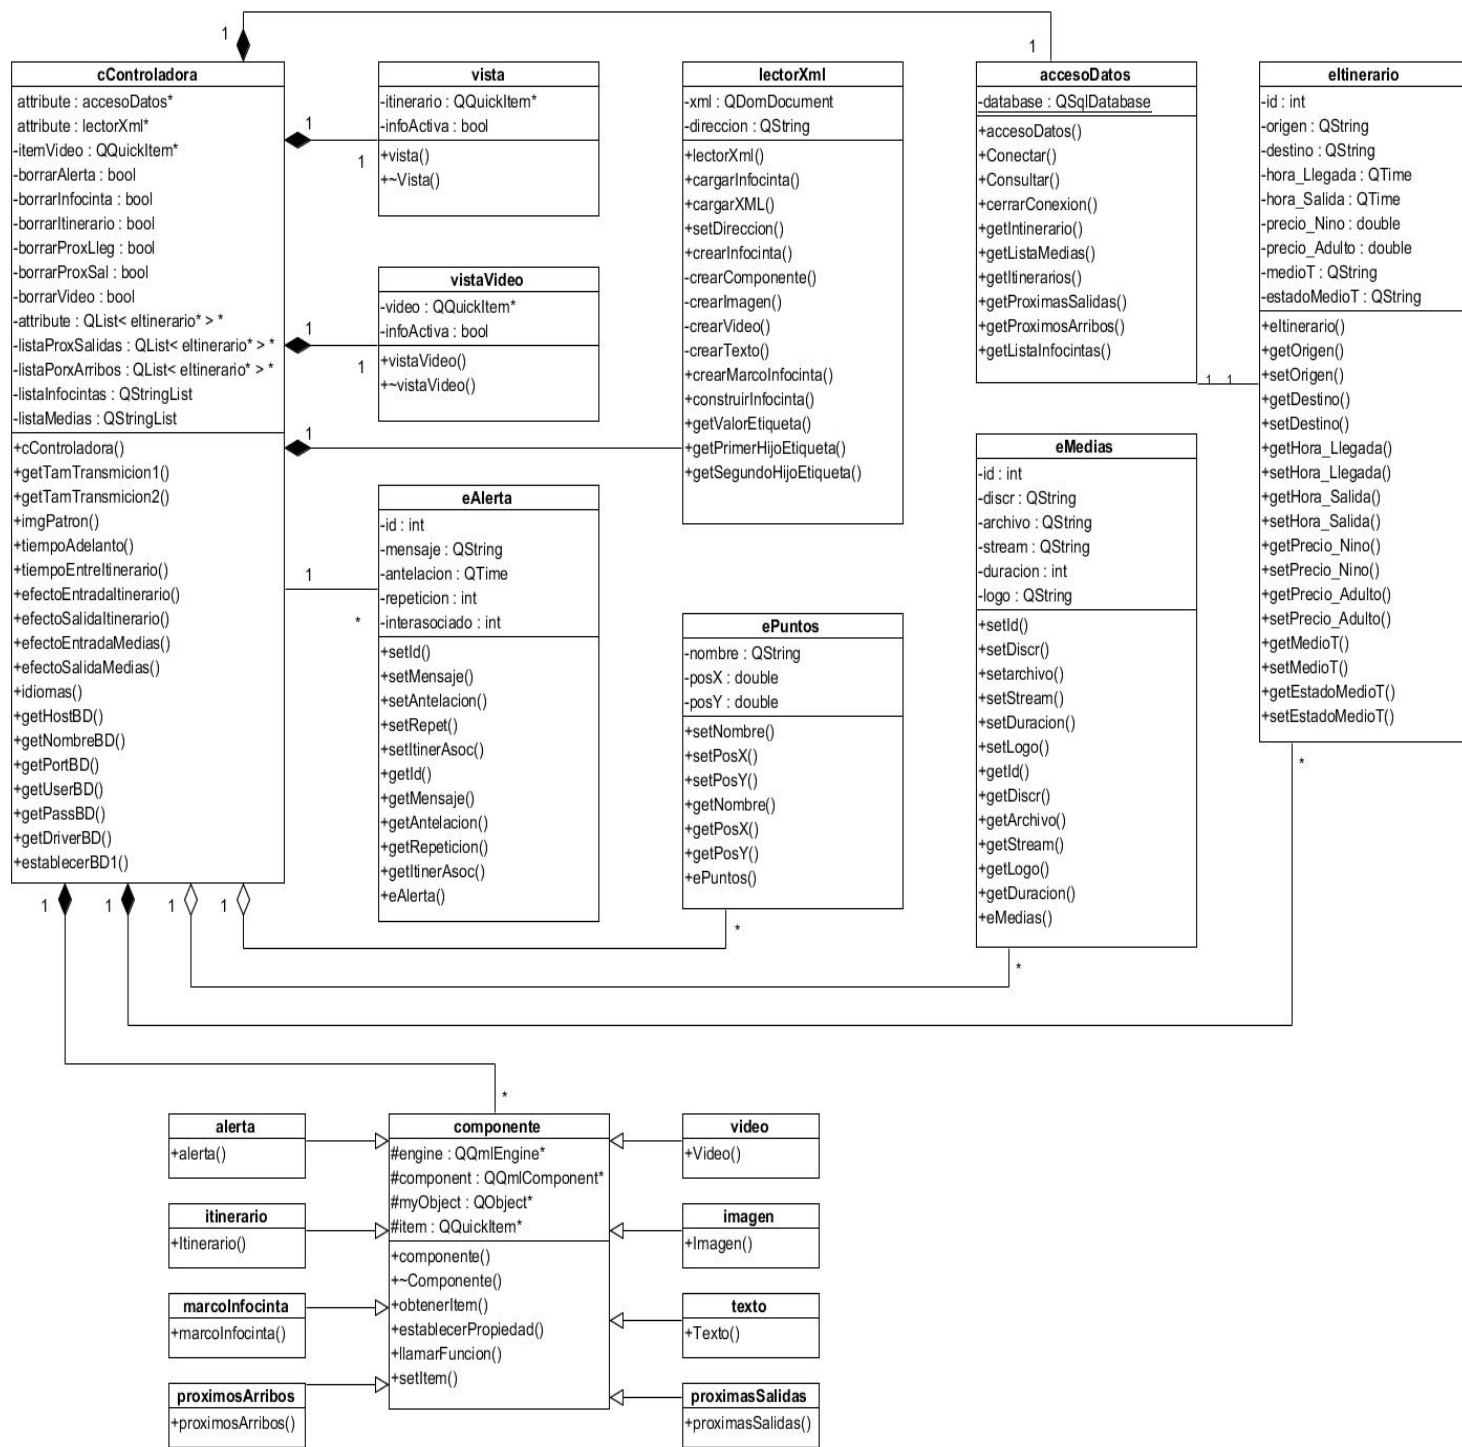 1
1
cControladora
attribute : accesoDatos*
attribute : lectorXml*
-itemVideo : QQuickItem*
-borrarAlerta : bool
-borrarInfocinta : bool
-borrarItinerario : bool
-borrarProxLleg : bool
-borrarProxSal : bool
-borrarVideo : bool
-attribute : QList< eItinerario* > *
-listaProxSalidas : QList< eItinerario* > *
-listaPorxArribos : QList< eItinerario* > *
-listaInfocintas : QStringList
-listaMedias : QStringList
+cControladora()
+getTamTransmicion1()
+getTamTransmicion2()
+imgPatron()
+tiempoAdelanto()
+tiempoEntreItinerario()
+efectoEntradaItinerario()
+efectoSalidaItinerario()
+efectoEntradaMedias()
+efectoSalidaMedias()
+idiomas()
+getHostBD()
+getNombreBD()
+getPortBD()
+getUserBD()
+getPassBD()
+getDriverBD()
+establecerBD1()
1
1
1
1
1
1
1
1
1
1
*
vista
-itinerario : QQuickItem*
-infoActiva : bool
+vista()
+~Vista()
vistaVideo
-video : QQuickItem*
-infoActiva : bool
+vistaVideo()
+~vistaVideo()
eAlerta
-id : int
-mensaje : QString
-antelacion : QTime
-repeticion : int
-interasociado : int
+setId()
+setMensaje()
+setAntelacion()
+setRepet()
+setItinerAsoc()
+getId()
+getMensaje()
+getAntelacion()
+getRepeticion()
+getItinerAsoc()
+eAlerta()
lectorXml
-xml : QDomDocument
-direccion : QString
+lectorXml()
+cargarInfocinta()
+cargarXML()
+setDireccion()
+crearInfocinta()
-crearComponente()
-crearImagen()
-crearVideo()
-crearTexto()
+crearMarcoInfocinta()
+construirInfocinta()
+getValorEtiqueta()
+getPrimerHijoEtiqueta()
+getSegundoHijoEtiqueta()
ePuntos
-nombre : QString
-posX : double
-posY : double
+setNombre()
+setPosX()
+setPosY()
+getNombre()
+getPosX()
+getPosY()
+ePuntos()
*
accesoDatos
-database : QSqlDatabase
+accesoDatos()
+Conectar()
+Consultar()
+cerrarConexion()
+getIntinerario()
+getListaMedias()
+getItinerarios()
+getProximasSalidas()
+getProximosArribos()
+getListaInfocintas()
1 1
eMedias
-id : int
-discr : QString
-archivo : QString
-stream : QString
-duracion : int
-logo : QString
+setId()
+setDiscr()
+setarchivo()
+setStream()
+setDuracion()
+setLogo()
+getId()
+getDiscr()
+getArchivo()
+getStream()
+getLogo()
+getDuracion()
+eMedias()
*
eItinerario
-id : int
-origen : QString
-destino : QString
-hora_Llegada : QTime
-hora_Salida : QTime
-precio_Nino : double
-precio_Adulto : double
-medioT : QString
-estadoMedioT : QString
+eItinerario()
+getOrigen()
+setOrigen()
+getDestino()
+setDestino()
+getHora_Llegada()
+setHora_Llegada()
+getHora_Salida()
+setHora_Salida()
+getPrecio_Nino()
+setPrecio_Nino()
+getPrecio_Adulto()
+setPrecio_Adulto()
+getMedioT()
+setMedioT()
+getEstadoMedioT()
+setEstadoMedioT()
*
*
alerta
+alerta()
itinerario
+Itinerario()
marcoInfocinta
+marcoInfocinta()
proximosArribos
+proximosArribos()
componente
#engine : QQmlEngine*
#component : QQmlComponent*
#myObject : QObject*
#item : QQuickItem*
+componente()
+~Componente()
+obtenerItem()
+establecerPropiedad()
+llamarFuncion()
+setItem()
video
+Video()
imagen
+Imagen()
texto
+Texto()
proximasSalidas
+proximasSalidas()